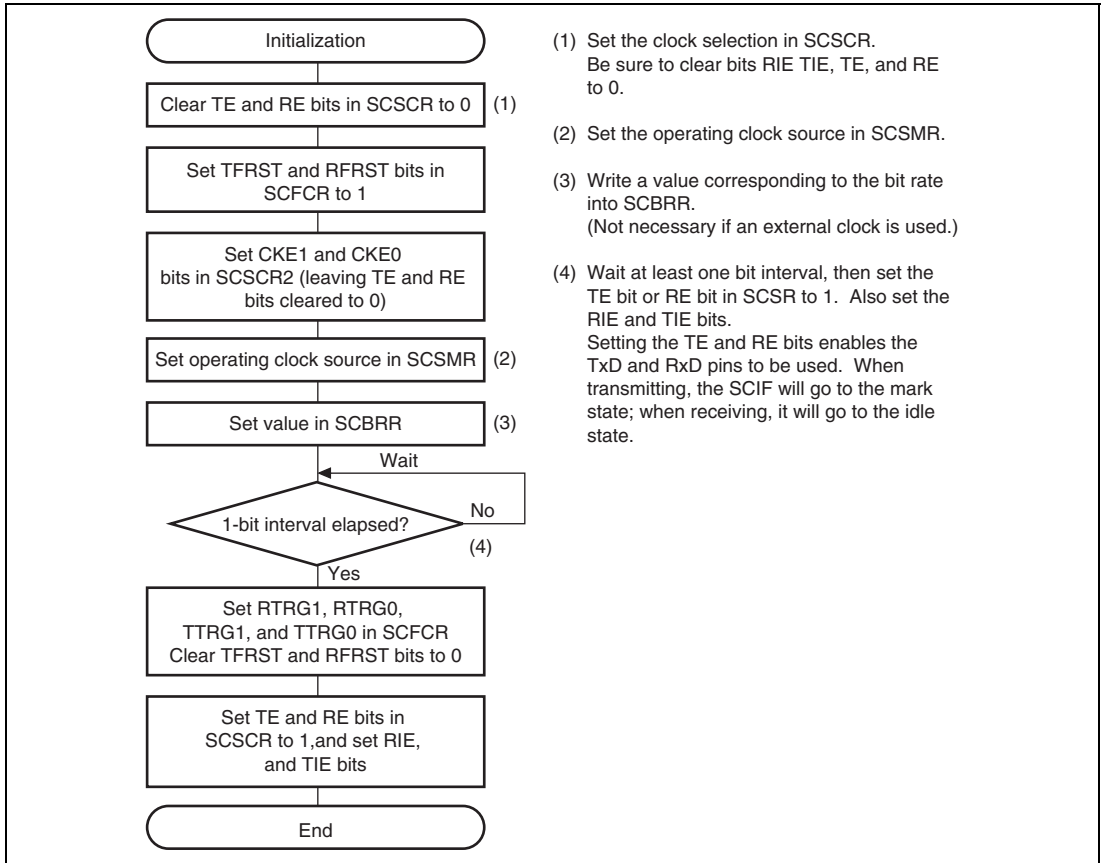 Initialization
Clear TE and RE bits in SCSCR to 0
(1)
Set TFRST and RFRST bits in
SCFCR to 1
Set CKE1 and CKE0
bits in SCSCR2 (leaving TE and RE
bits cleared to 0)
Set operating clock source in SCSMR
(2)
Set value in SCBRR
(3)
Wait
1-bit interval elapsed?
No
(4)
Yes
Set RTRG1, RTRG0,
TTRG1, and TTRG0 in SCFCR
Clear TFRST and RFRST bits to 0
Set TE and RE bits in
SCSCR to 1,and set RIE,
and TIE bits
End
(1) Set the clock selection in SCSCR.
Be sure to clear bits RIE TIE, TE, and RE
to 0.
(2) Set the operating clock source in SCSMR.
(3) Write a value corresponding to the bit rate
into SCBRR.
(Not necessary if an external clock is used.)
(4) Wait at least one bit interval, then set the
TE bit or RE bit in SCSR to 1. Also set the
RIE and TIE bits.
Setting the TE and RE bits enables the
TxD and RxD pins to be used. When
transmitting, the SCIF will go to the mark
state; when receiving, it will go to the idle
state.